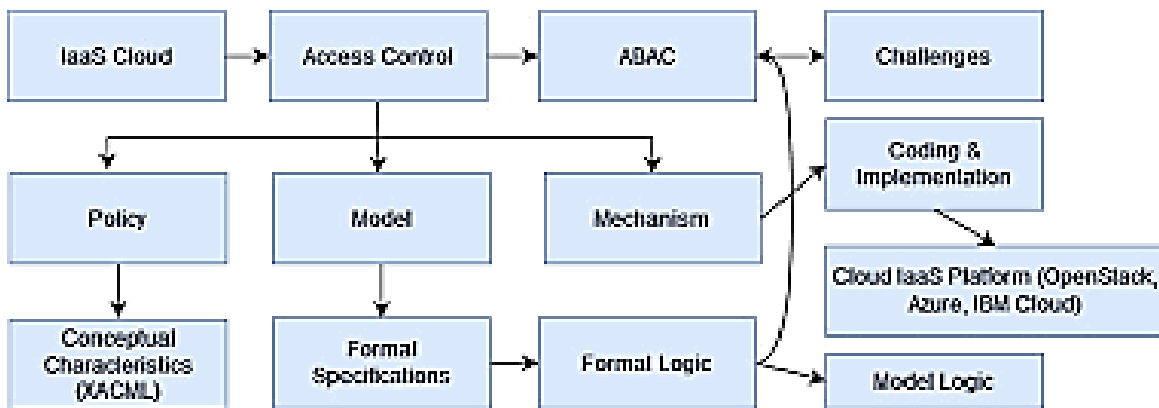 IaaS Cloud
Access Control
ABAC
Challenges
Coding &
Implementation
Policy
Model
Mechanism
Cloud IaaS Platform (OpenStack,
Azure, IBM Cloud)
Conceptual
Characteristics
(XACML)
Formal
Specifications
Formal Logic
Model Logic